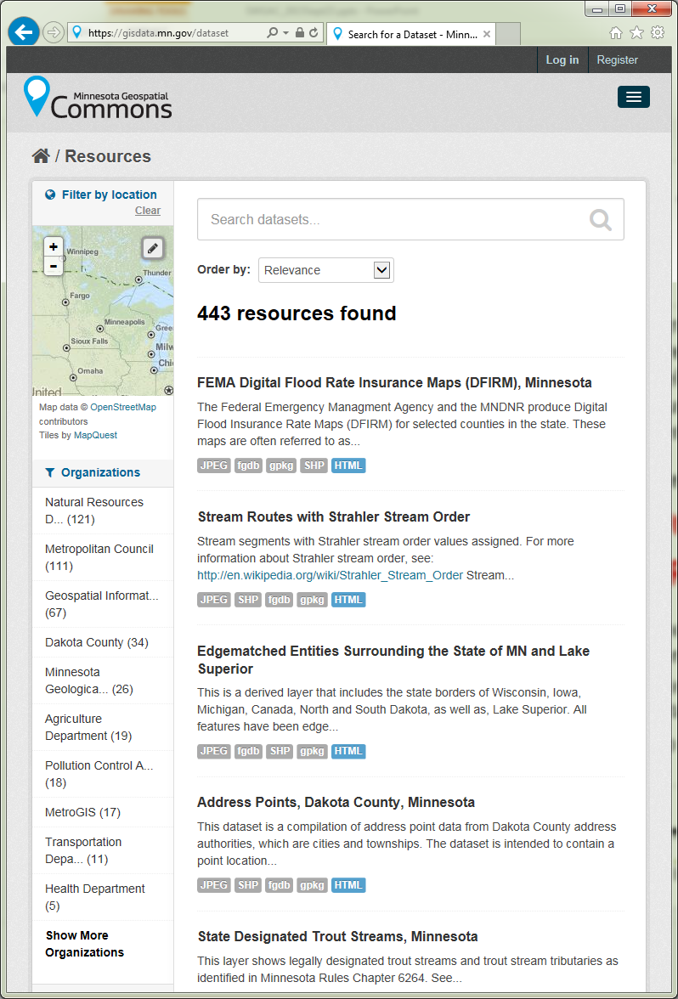 https://gisdata.mn.gov/dataset
Search for a Dataset - Minn...
Log in
Register
Minnesota Geospatial
Commons
/ Resources
Filter by location
Clear
+
-
Winnipeg
Thunder
Fargo
Minneapolis
Gree
Sioux Falls
Milw
Chi
Omaha
United
Map data © OpenStreetMap
contributors
Tiles by MapQuest
Organizations
Natural Resources
D... (121)
Metropolitan Council
(111)
Geospatial Informat...
(67)
Dakota County (34)
Minnesota
Geologica... (26)
Agriculture
Department (19)
Pollution Control A...
(18)
MetroGIS (17)
Transportation
Depa... (11)
Health Department
(5)
Show More
Organizations
Search datasets...
Order by: Relevance
443 resources found
FEMA Digital Flood Rate Insurance Maps (DFIRM), Minnesota
The Federal Emergency Managment Agency and the MNDNR produce Digital
Flood Insurance Rate Maps (DFIRM) for selected counties in the state. These
maps are often referred to as...
JPEG fgdb gpkg SHP HTML
Stream Routes with Strahler Stream Order
Stream segments with Strahler stream order values assigned. For more
information about Strahler stream order, see:
http://en.wikipedia.org/wiki/Strahler_Stream_Order Stream...
JPEG SHP fgdb gpkg HTML
Edgematched Entities Surrounding the State of MN and Lake
Superior
This is a derived layer that includes the state borders of Wisconsin, Iowa,
Michigan, Canada, North and South Dakota, as well as, Lake Superior. All
features have been edge...
JPEG fgdb SHP gpkg HTML
Address Points, Dakota County, Minnesota
This dataset is a compilation of address point data from Dakota County address
authorities, which are cities and townships. The dataset is intended to contain a
point location...
JPEG SHP fgdb gpkg HTML
State Designated Trout Streams, Minnesota
This layer shows legally designated trout streams and trout stream tributaries as
identified in Minnesota Rules Chapter 6264. See...